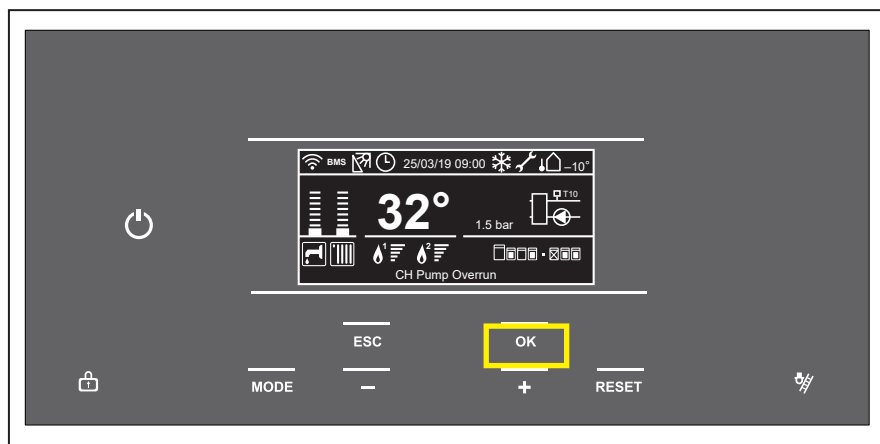 BMS 25/03/19 09:00 –10°
32° 1.5 bar T10
1 2
CH Pump Overrun
ESC OK
MODE – + RESET